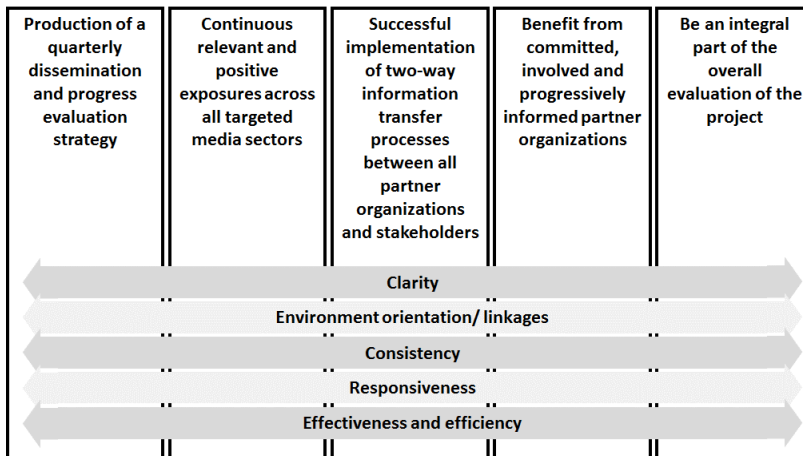 Production of a
quarterly
dissemination
and progress
evaluation
strategy
Continuous
relevant and
positive
exposures across
all targeted
media sectors
Successful
implementation
of two-way
information
transfer
processes
between all
partner
organizations
and stakeholders
Benefit from
committed,
involved and
progressively
informed partner
organizations
Be an integral
part of the
overall
evaluation of the
project
Clarity
Environment orientation/ linkages
Consistency
Responsiveness
Effectiveness and efficiency